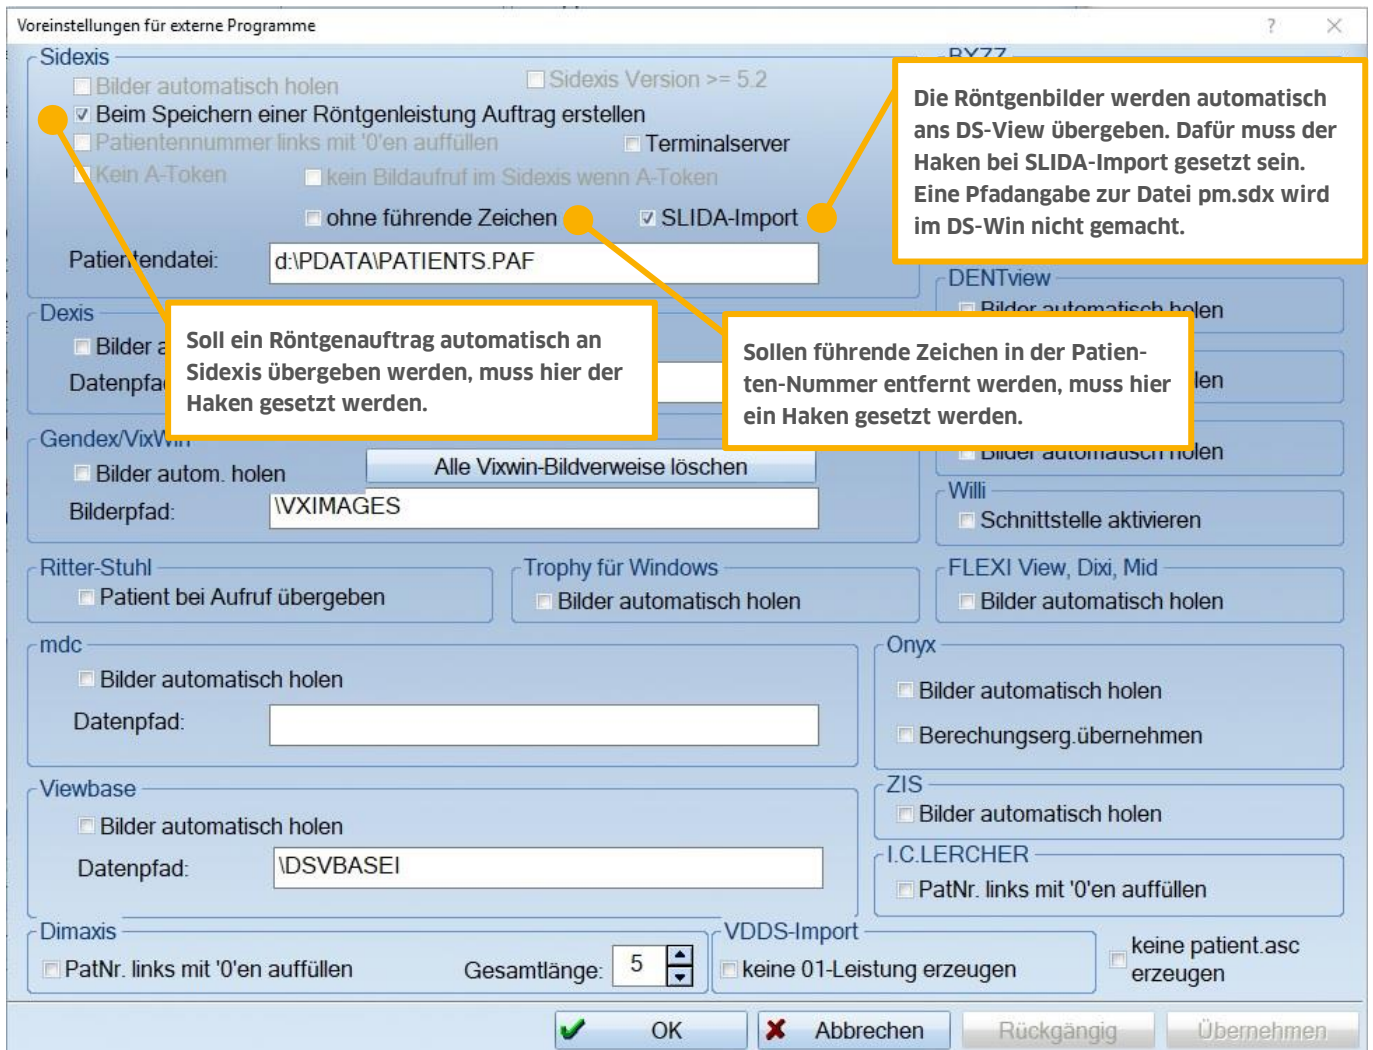 Voreinstellungen für externe Programme
?
Sidexis
Bilder automatisch holen
Sidexis Version >= 5.2
Beim Speichern einer Röntgenleistung Auftrag erstellen
Patientennummer links mit '0'en auffüllen
Terminalserver
Kein A-Token
kein Bildaufruf im Sidexis wenn A-Token
ohne führende Zeichen
SLIDA-Import
Patientendatei:
d:\PDATA\PATIENTS.PAF
Die Röntgenbilder werden automatisch
ans DS-View übergeben. Dafür muss der
Haken bei SLIDA-Import gesetzt sein.
Eine Pfadangabe zur Datei pm.sdx wird
im DS-Win nicht gemacht.
Dexis
Bilder a
Datenpfa
Soll ein Röntgenauftrag automatisch an
Sidexis übergeben werden, muss hier der
Haken gesetzt werden.
Sollen führende Zeichen in der Patien-
ten-Nummer entfernt werden, muss hier
ein Haken gesetzt werden.
DENTview
Bilder automatisch holen
len
Bilder automatisch holen
Gendex/VixWin
Bilder autom. holen
Alle Vixwin-Bildverweise löschen
Bilderpfad:
\VXIMAGES
Willi
Schnittstelle aktivieren
Ritter-Stuhl
Patient bei Aufruf übergeben
Trophy für Windows
Bilder automatisch holen
FLEXI View, Dixi, Mid
Bilder automatisch holen
mdc
Bilder automatisch holen
Datenpfad:
Onyx
Bilder automatisch holen
Berechungserg.übernehmen
Viewbase
Bilder automatisch holen
Datenpfad:
\DSVBASEI
ZIS
Bilder automatisch holen
I.C.LERCHER
PatNr. links mit '0'en auffüllen
Dimaxis
PatNr. links mit '0'en auffüllen
Gesamtlänge:
5
VDDS-Import
keine 01-Leistung erzeugen
keine patient.asc
erzeugen
OK
Abbrechen
Rückgängig
Übernehmen